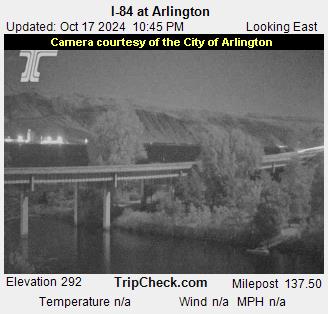 I-84 at Arlington
Updated: Oct 17 2024 10:45 PM Looking East
Camera courtesy of the City of Arlington
Elevation 292 TripCheck.com Milepost 137.50
Temperature n/a Wind n/a MPH n/a